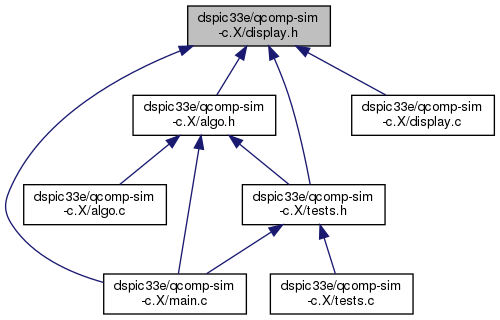 dspic33e/qcomp-sim
-c.X/display.h
dspic33e/qcomp-sim
-c.X/algo.h
dspic33e/qcomp-sim
-c.X/display.c
dspic33e/qcomp-sim
-c.X/algo.c
dspic33e/qcomp-sim
-c.X/tests.h
dspic33e/qcomp-sim
-c.X/main.c
dspic33e/qcomp-sim
-c.X/tests.c